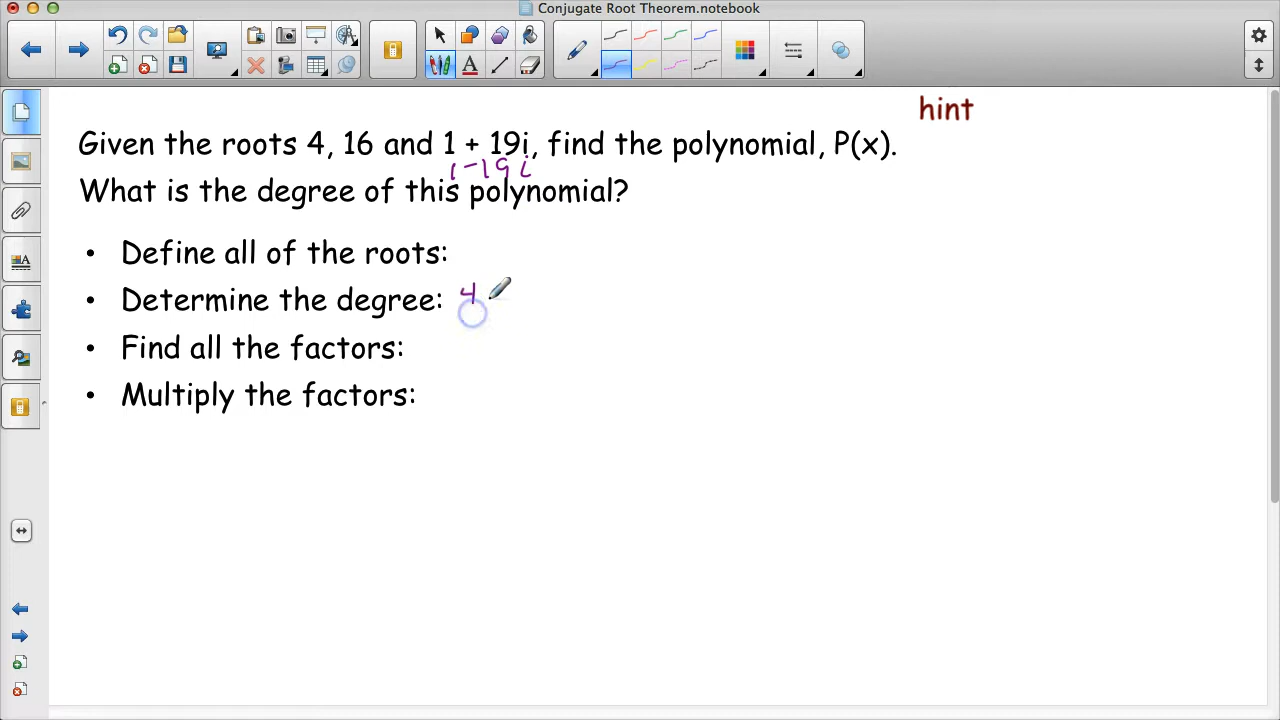 Conjugate Root Theorem.notebook
hint
Given the roots 4, 16 and 1 + 19i, find the polynomial, P(x).
1-19i
What is the degree of this polynomial?
• Define all of the roots:
• Determine the degree: 4
• Find all the factors:
• Multiply the factors: